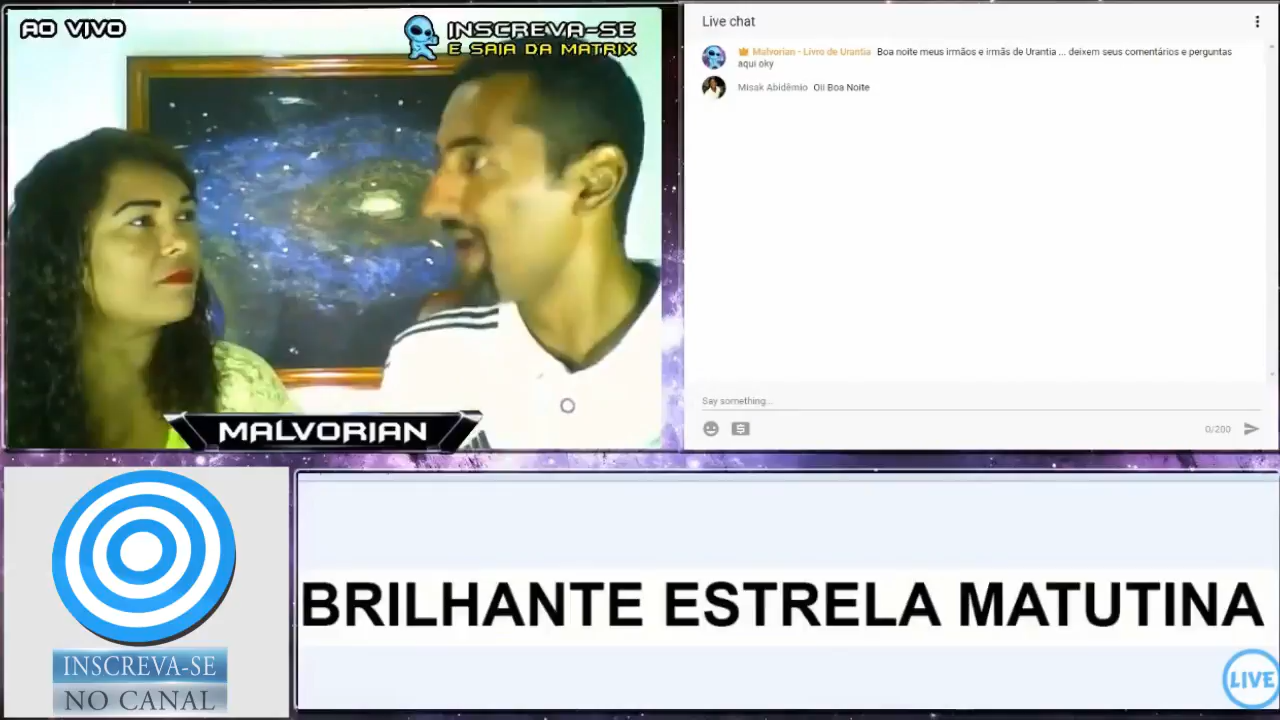 AO VIVO
INSCREVA-SE
E SAIA DA MATRIX
MALVORIAN
Live chat
Malvorian - Livro de Urantia Boa noite meus irmãos e irmãs de Urantia ... deixem seus comentários e perguntas
aqui oky
Misak Abidêmio Oii Boa Noite
Say something...
0/200
INSCREVA-SE
NO CANAL
BRILHANTE ESTRELA MATUTINA
LIVE